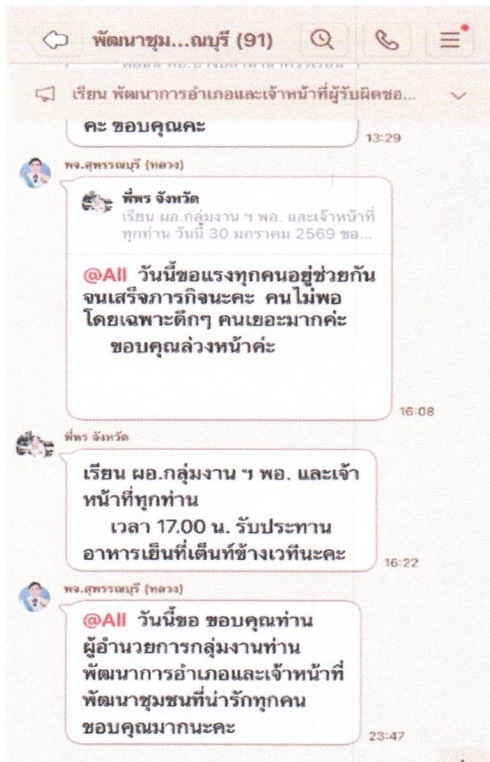 พัฒนาชุม...ณบุรี (91)
เรียน พัฒนาการอำเภอและเจ้าหน้าที่ผู้รับผิดชอ...
คะ ขอบคุณคะ
13:29
พจ.สุพรรณบุรี (หลวง)
พี่พร จังหวัด
เรียน ผอ.กลุ่มงาน ฯ พอ. และเจ้าหน้าที่
ทุกท่าน วันนี้ 30 มกราคม 2569 ขอ...
@All วันนี้ขอแรงทุกคนอยู่ช่วยกัน
จนเสร็จภารกิจนะคะ คนไม่พอ
โดยเฉพาะดึกๆ คนเยอะมากค่ะ
ขอบคุณล่วงหน้าค่ะ
16:08
พี่พร จังหวัด
เรียน ผอ.กลุ่มงาน ฯ พอ. และเจ้า
หน้าที่ทุกท่าน
เวลา 17.00 น. รับประทาน
อาหารเย็นที่เต็นท์ข้างเวทีนะคะ
16:22
พจ.สุพรรณบุรี (หลวง)
@All วันนี้ขอ ขอบคุณท่าน
ผู้อำนวยการกลุ่มงานท่าน
พัฒนาการอำเภอและเจ้าหน้าที่
พัฒนาชุมชนที่น่ารักทุกคน
ขอบคุณมากนะคะ
23:47